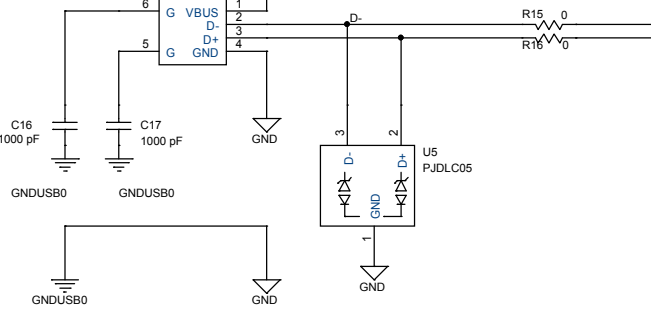 6 G VBUS 1
D- 2
D+ 3
5 G GND 4
D-
R15 0
R16 0
C16
1000 pF
C17
1000 pF
GND
3 2
D- D+
U5
PJDLC05
GND
1
GNDUSB0
GNDUSB0
GNDUSB0
GND
GND